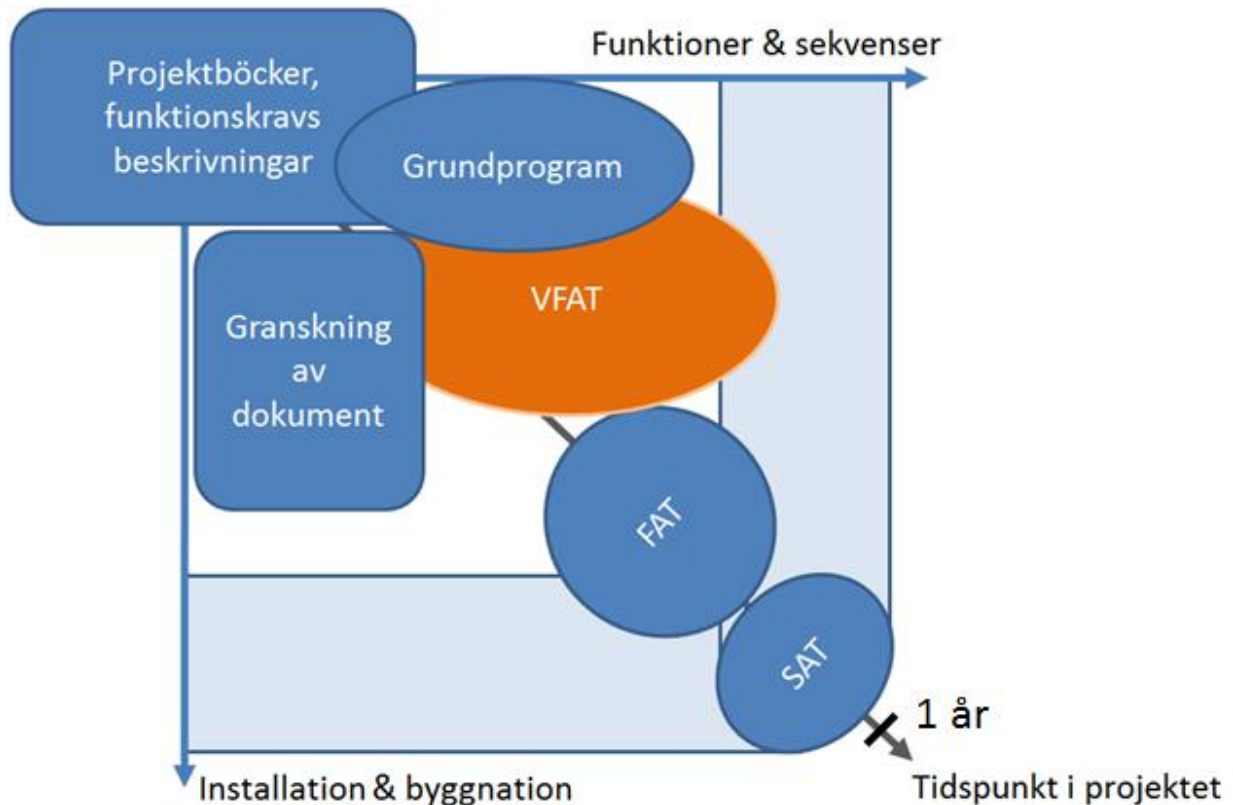 Funktioner & sekvenser
Projektböcker,
funktionskravs
beskrivningar
Grundprogram
VFAT
Granskning
av
dokument
FAT
SAT
1 år
Installation & byggnation
Tidspunkt i projektet